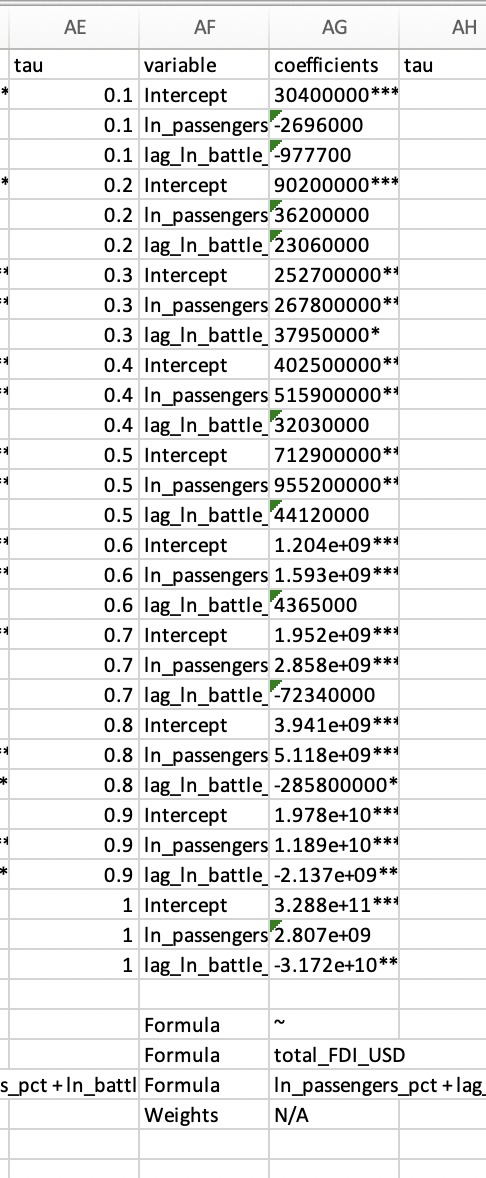 AE AF AG AH
tau variable coefficients tau
* 0.1 Intercept 30400000***
0.1 ln_passengers -2696000
0.1 lag_ln_battle_ -977700
* 0.2 Intercept 90200000***
0.2 ln_passengers 36200000
0.2 lag_ln_battle_ 23060000
** 0.3 Intercept 252700000**
** 0.3 ln_passengers 267800000**
0.3 lag_ln_battle_ 37950000*
** 0.4 Intercept 402500000**
** 0.4 ln_passengers 515900000**
0.4 lag_ln_battle_ 32030000
** 0.5 Intercept 712900000**
** 0.5 ln_passengers 955200000**
0.5 lag_ln_battle_ 44120000
** 0.6 Intercept 1.204e+09***
** 0.6 ln_passengers 1.593e+09***
0.6 lag_ln_battle_ 4365000
** 0.7 Intercept 1.952e+09***
0.7 ln_passengers 2.858e+09***
0.7 lag_ln_battle_ -72340000
0.8 Intercept 3.941e+09***
** 0.8 ln_passengers 5.118e+09***
* 0.8 lag_ln_battle_ -285800000*
0.9 Intercept 1.978e+10***
** 0.9 ln_passengers 1.189e+10***
* 0.9 lag_ln_battle_ -2.137e+09**
1 Intercept 3.288e+11***
1 ln_passengers 2.807e+09
1 lag_ln_battle_ -3.172e+10**
Formula ~
Formula total_FDI_USD
s_pct + ln_battl Formula ln_passengers_pct + lag_
Weights N/A